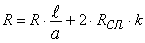 R = R · ℓ/a + 2 · R_СЛ · k